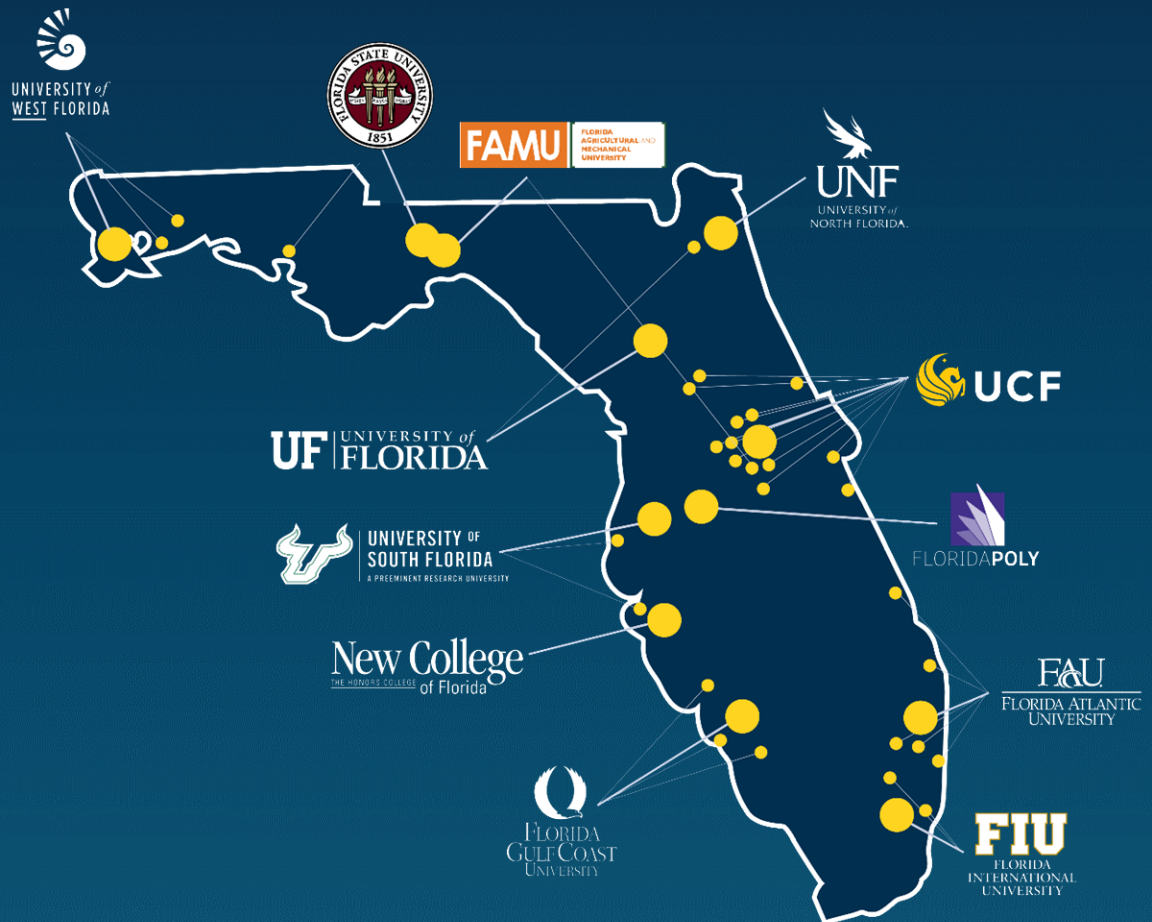 UNIVERSITY of
WEST FLORIDA
FLORIDA STATE UNIVERSITY
1851
FAMU
FLORIDA
AGRICULTURAL AND
MECHANICAL
UNIVERSITY
UNF
UNIVERSITY of
NORTH FLORIDA.
UCF
UF
UNIVERSITY of
FLORIDA
UNIVERSITY OF
SOUTH FLORIDA
A PREEMINENT RESEARCH UNIVERSITY
FLORIDAPOLY
New College
THE HONORS COLLEGE
of Florida
FAU
FLORIDA ATLANTIC
UNIVERSITY
FLORIDA
GULF COAST
UNIVERSITY
FIU
FLORIDA
INTERNATIONAL
UNIVERSITY